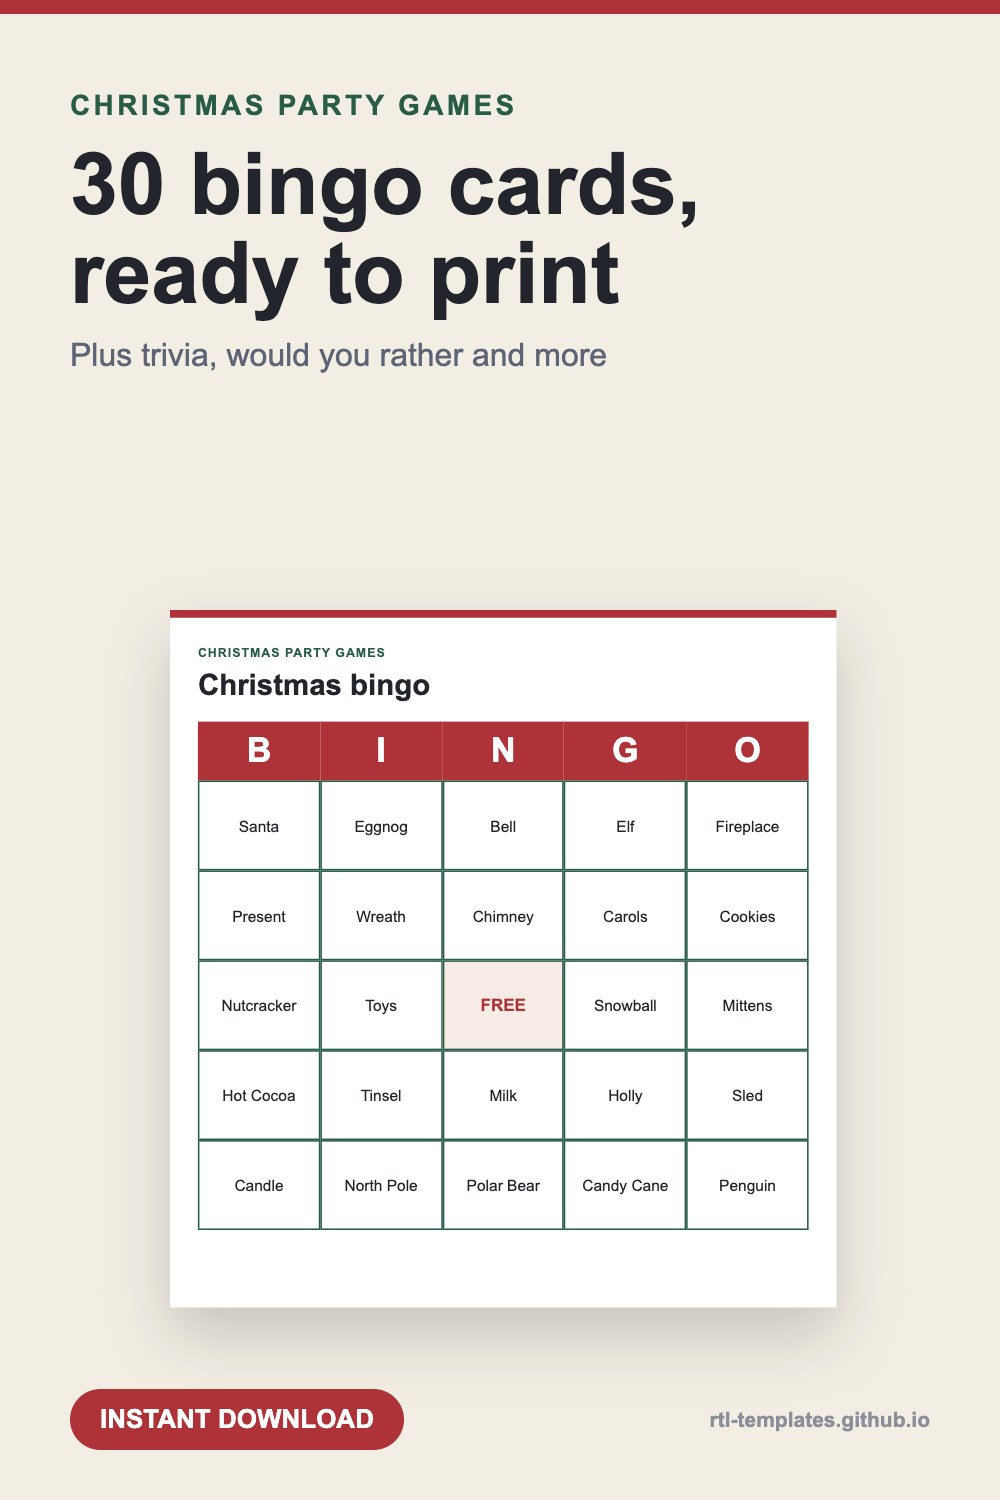 CHRISTMAS PARTY GAMES
30 bingo cards,
ready to print
Plus trivia, would you rather and more
CHRISTMAS PARTY GAMES
Christmas bingo
B I N G O
Santa Eggnog Bell Elf Fireplace
Present Wreath Chimney Carols Cookies
Nutcracker Toys FREE Snowball Mittens
Hot Cocoa Tinsel Milk Holly Sled
Candle North Pole Polar Bear Candy Cane Penguin
INSTANT DOWNLOAD
rtl-templates.github.io